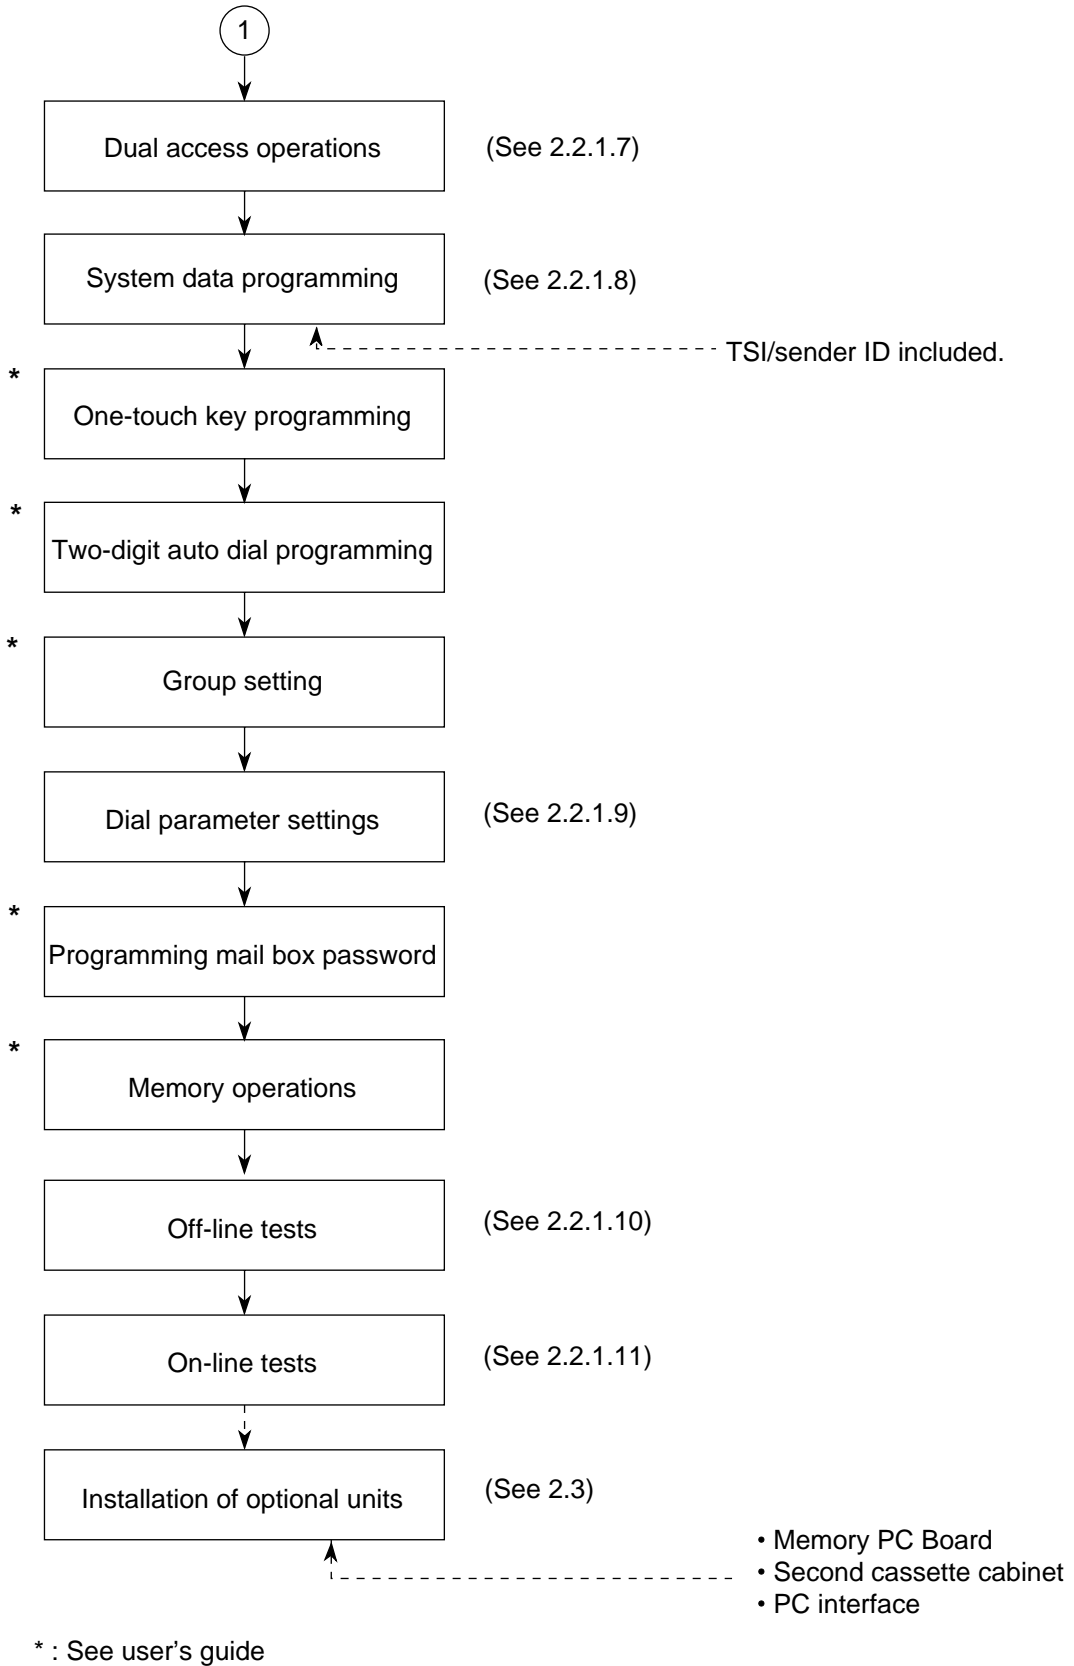 1
Dual access operations (See 2.2.1.7)
System data programming (See 2.2.1.8)
TSI/sender ID included.
*
One-touch key programming
*
Two-digit auto dial programming
*
Group setting
Dial parameter settings (See 2.2.1.9)
*
Programming mail box password
*
Memory operations
Off-line tests (See 2.2.1.10)
On-line tests (See 2.2.1.11)
Installation of optional units (See 2.3)
• Memory PC Board
• Second cassette cabinet
• PC interface
* : See user's guide